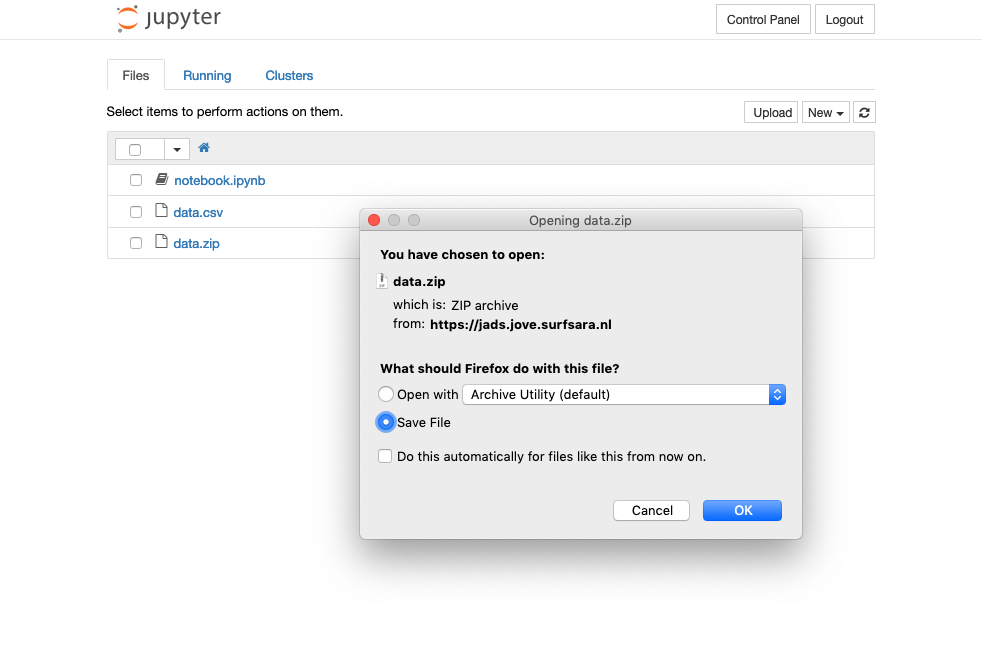 jupyter
Control Panel Logout
Files Running Clusters
Select items to perform actions on them.
Upload New
notebook.ipynb
data.csv
data.zip
Opening data.zip
You have chosen to open:
data.zip
which is: ZIP archive
from: https://jads.jove.surfsara.nl
What should Firefox do with this file?
Open with Archive Utility (default)
Save File
Do this automatically for files like this from now on.
Cancel OK